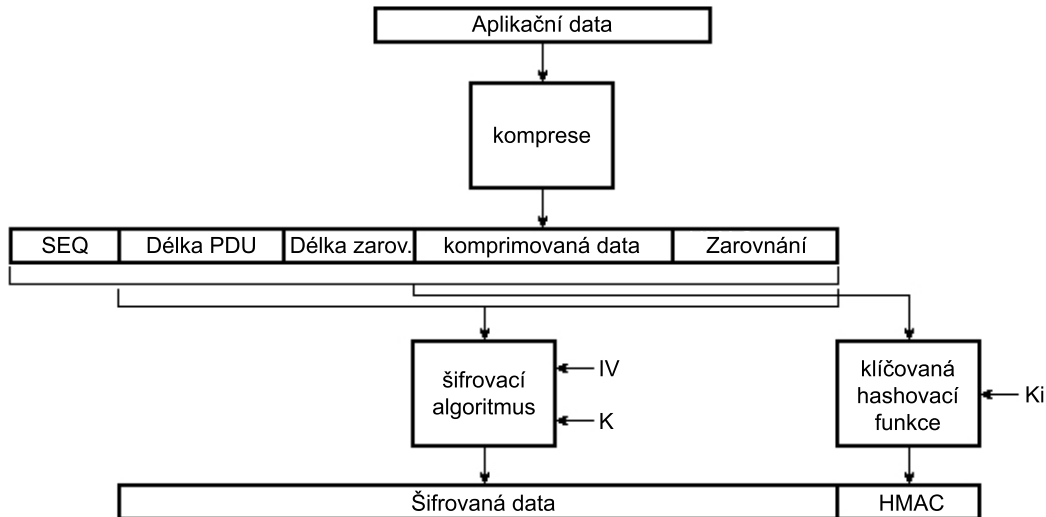 Aplikační data
komprese
SEQ Délka PDU Délka zarov. komprimovaná data Zarovnání
šifrovací
algoritmus
IV
K
klíčovaná
hashovací
funkce
Ki
Šifrovaná data HMAC